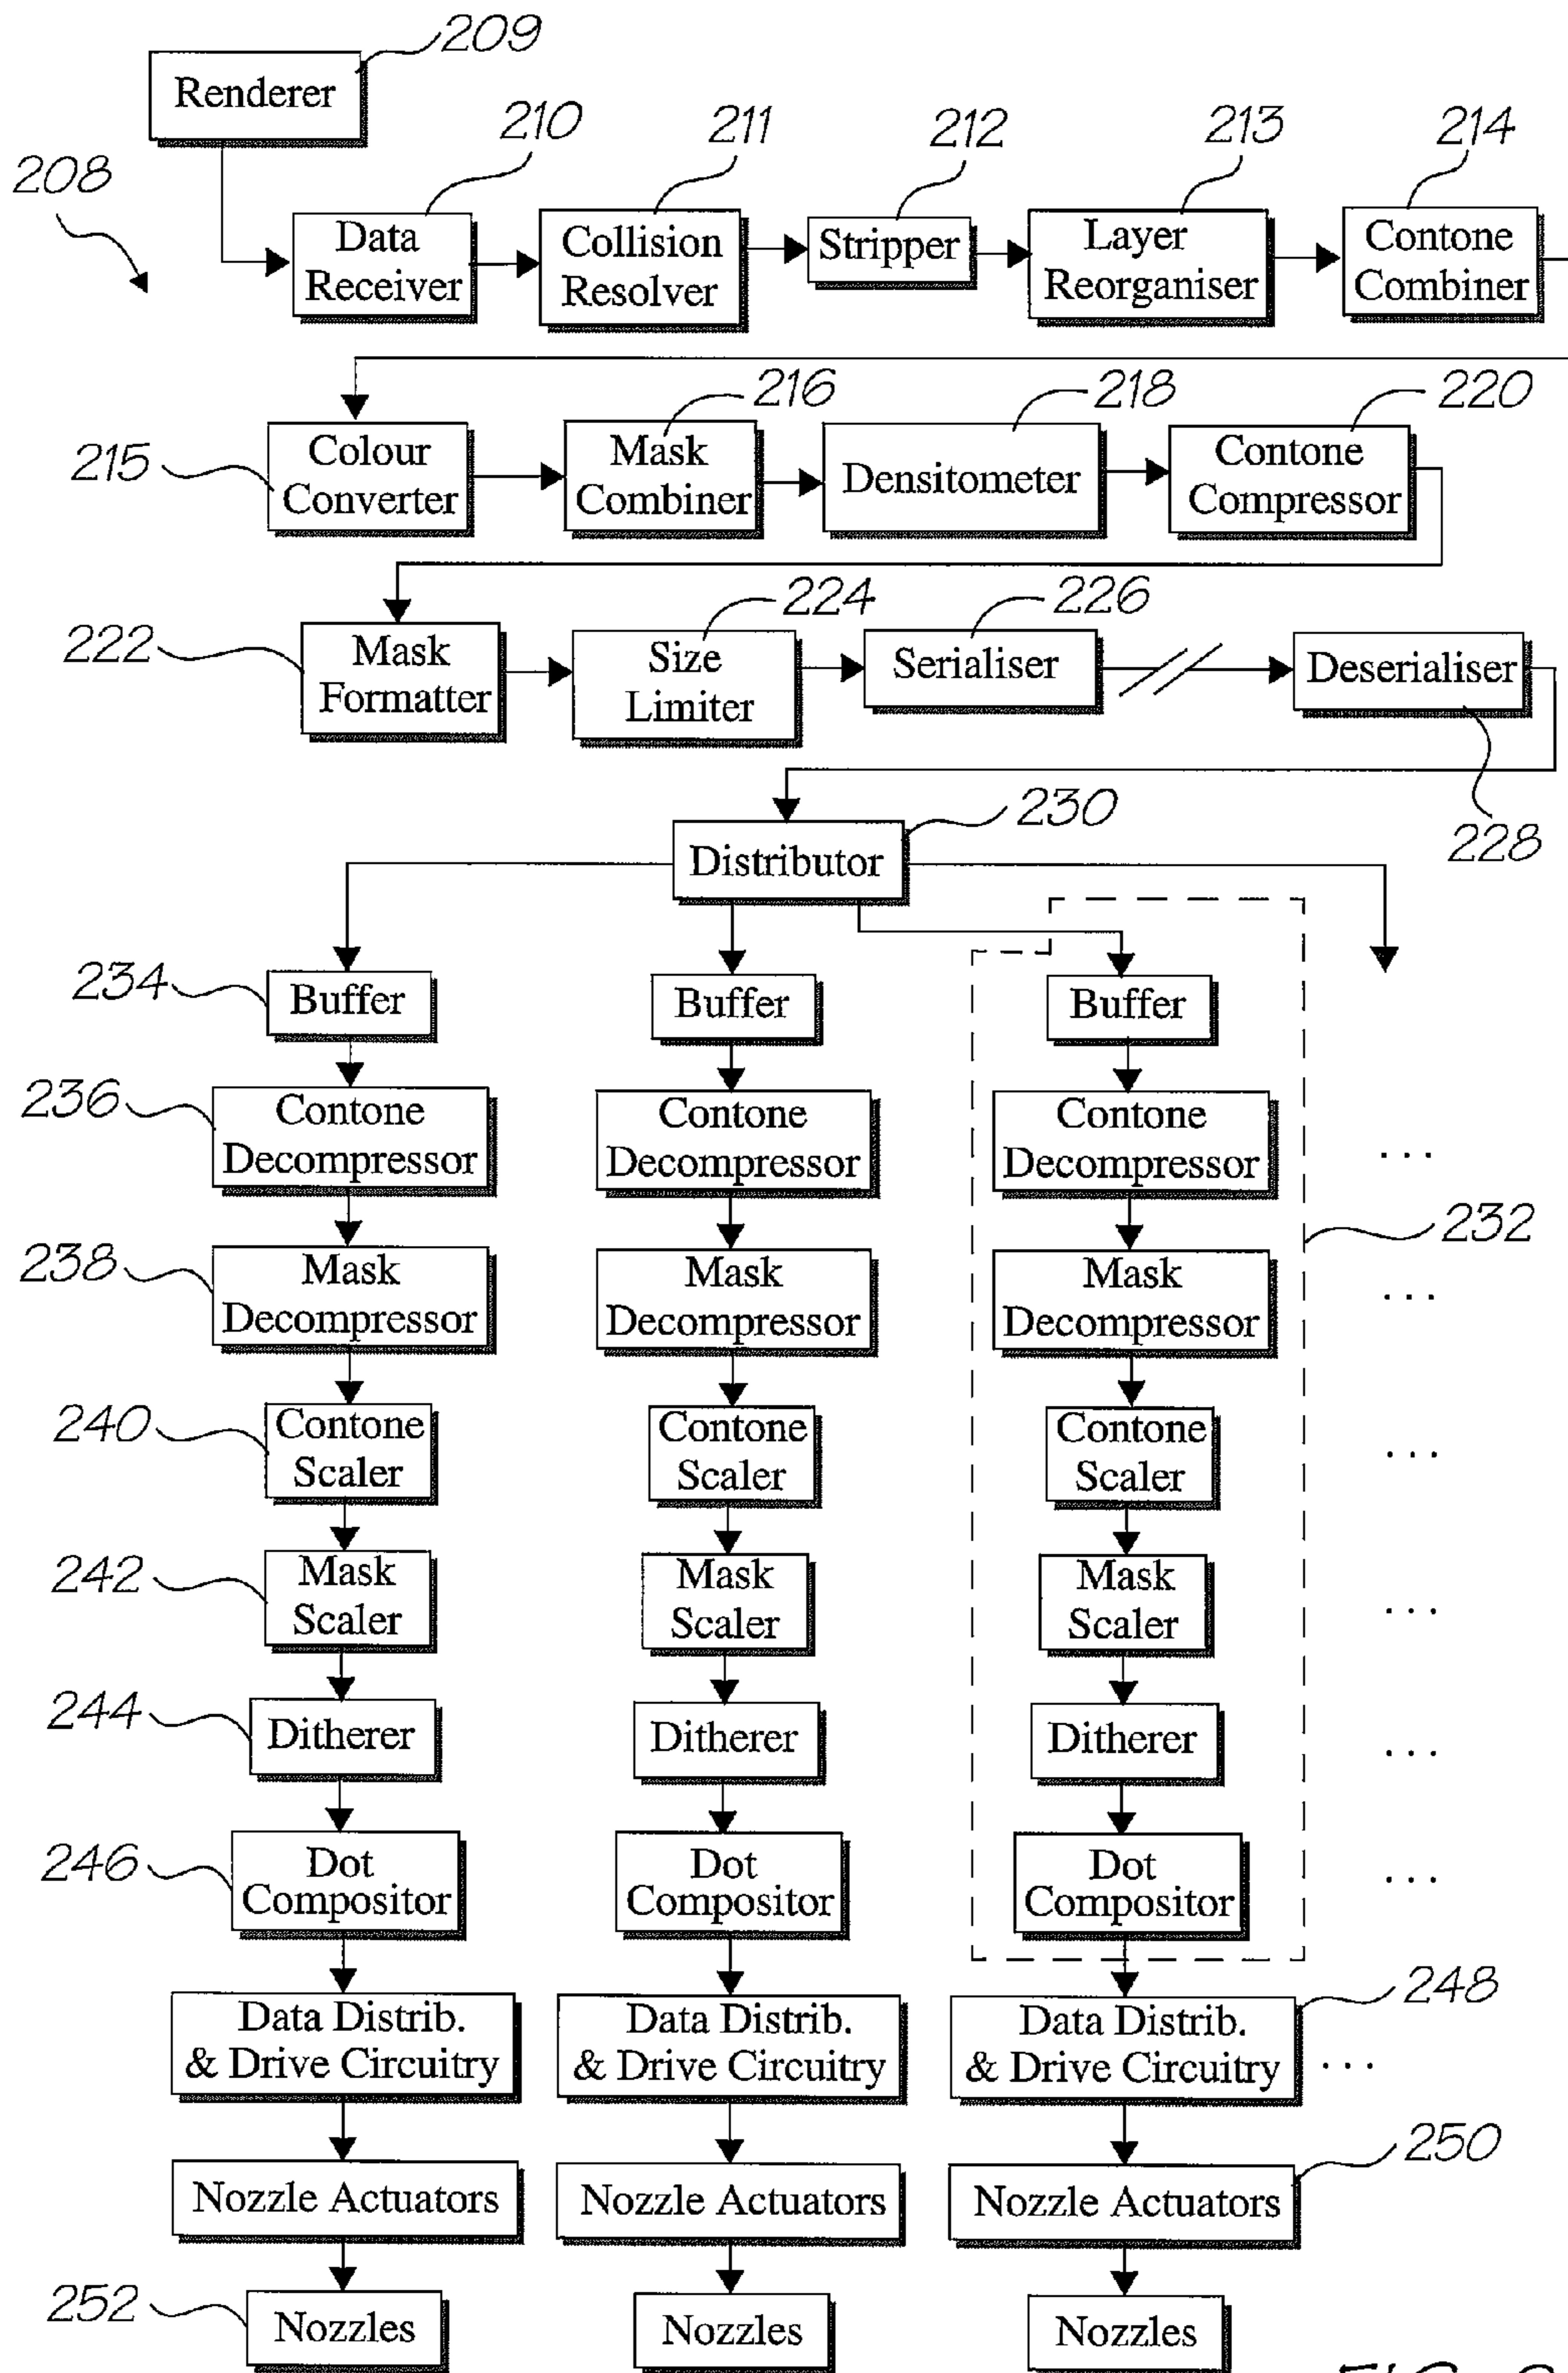 209
Renderer
210
211
212
213
214
208
Data
Receiver
Collision
Resolver
Stripper
Layer
Reorganiser
Contone
Combiner
216
218
220
215
Colour
Converter
Mask
Combiner
Densitometer
Contone
Compressor
224
226
222
Mask
Formatter
Size
Limiter
Serialiser
Deserialiser
228
230
Distributor
234
Buffer
Buffer
Buffer
236
Contone
Decompressor
Contone
Decompressor
Contone
Decompressor
...
232
238
Mask
Decompressor
Mask
Decompressor
Mask
Decompressor
...
240
Contone
Scaler
Contone
Scaler
Contone
Scaler
...
242
Mask
Scaler
Mask
Scaler
Mask
Scaler
...
244
Ditherer
Ditherer
Ditherer
...
246
Dot
Compositor
Dot
Compositor
Dot
Compositor
...
248
Data Distrib.
& Drive Circuitry
Data Distrib.
& Drive Circuitry
Data Distrib.
& Drive Circuitry
...
250
Nozzle Actuators
Nozzle Actuators
Nozzle Actuators
252
Nozzles
Nozzles
Nozzles